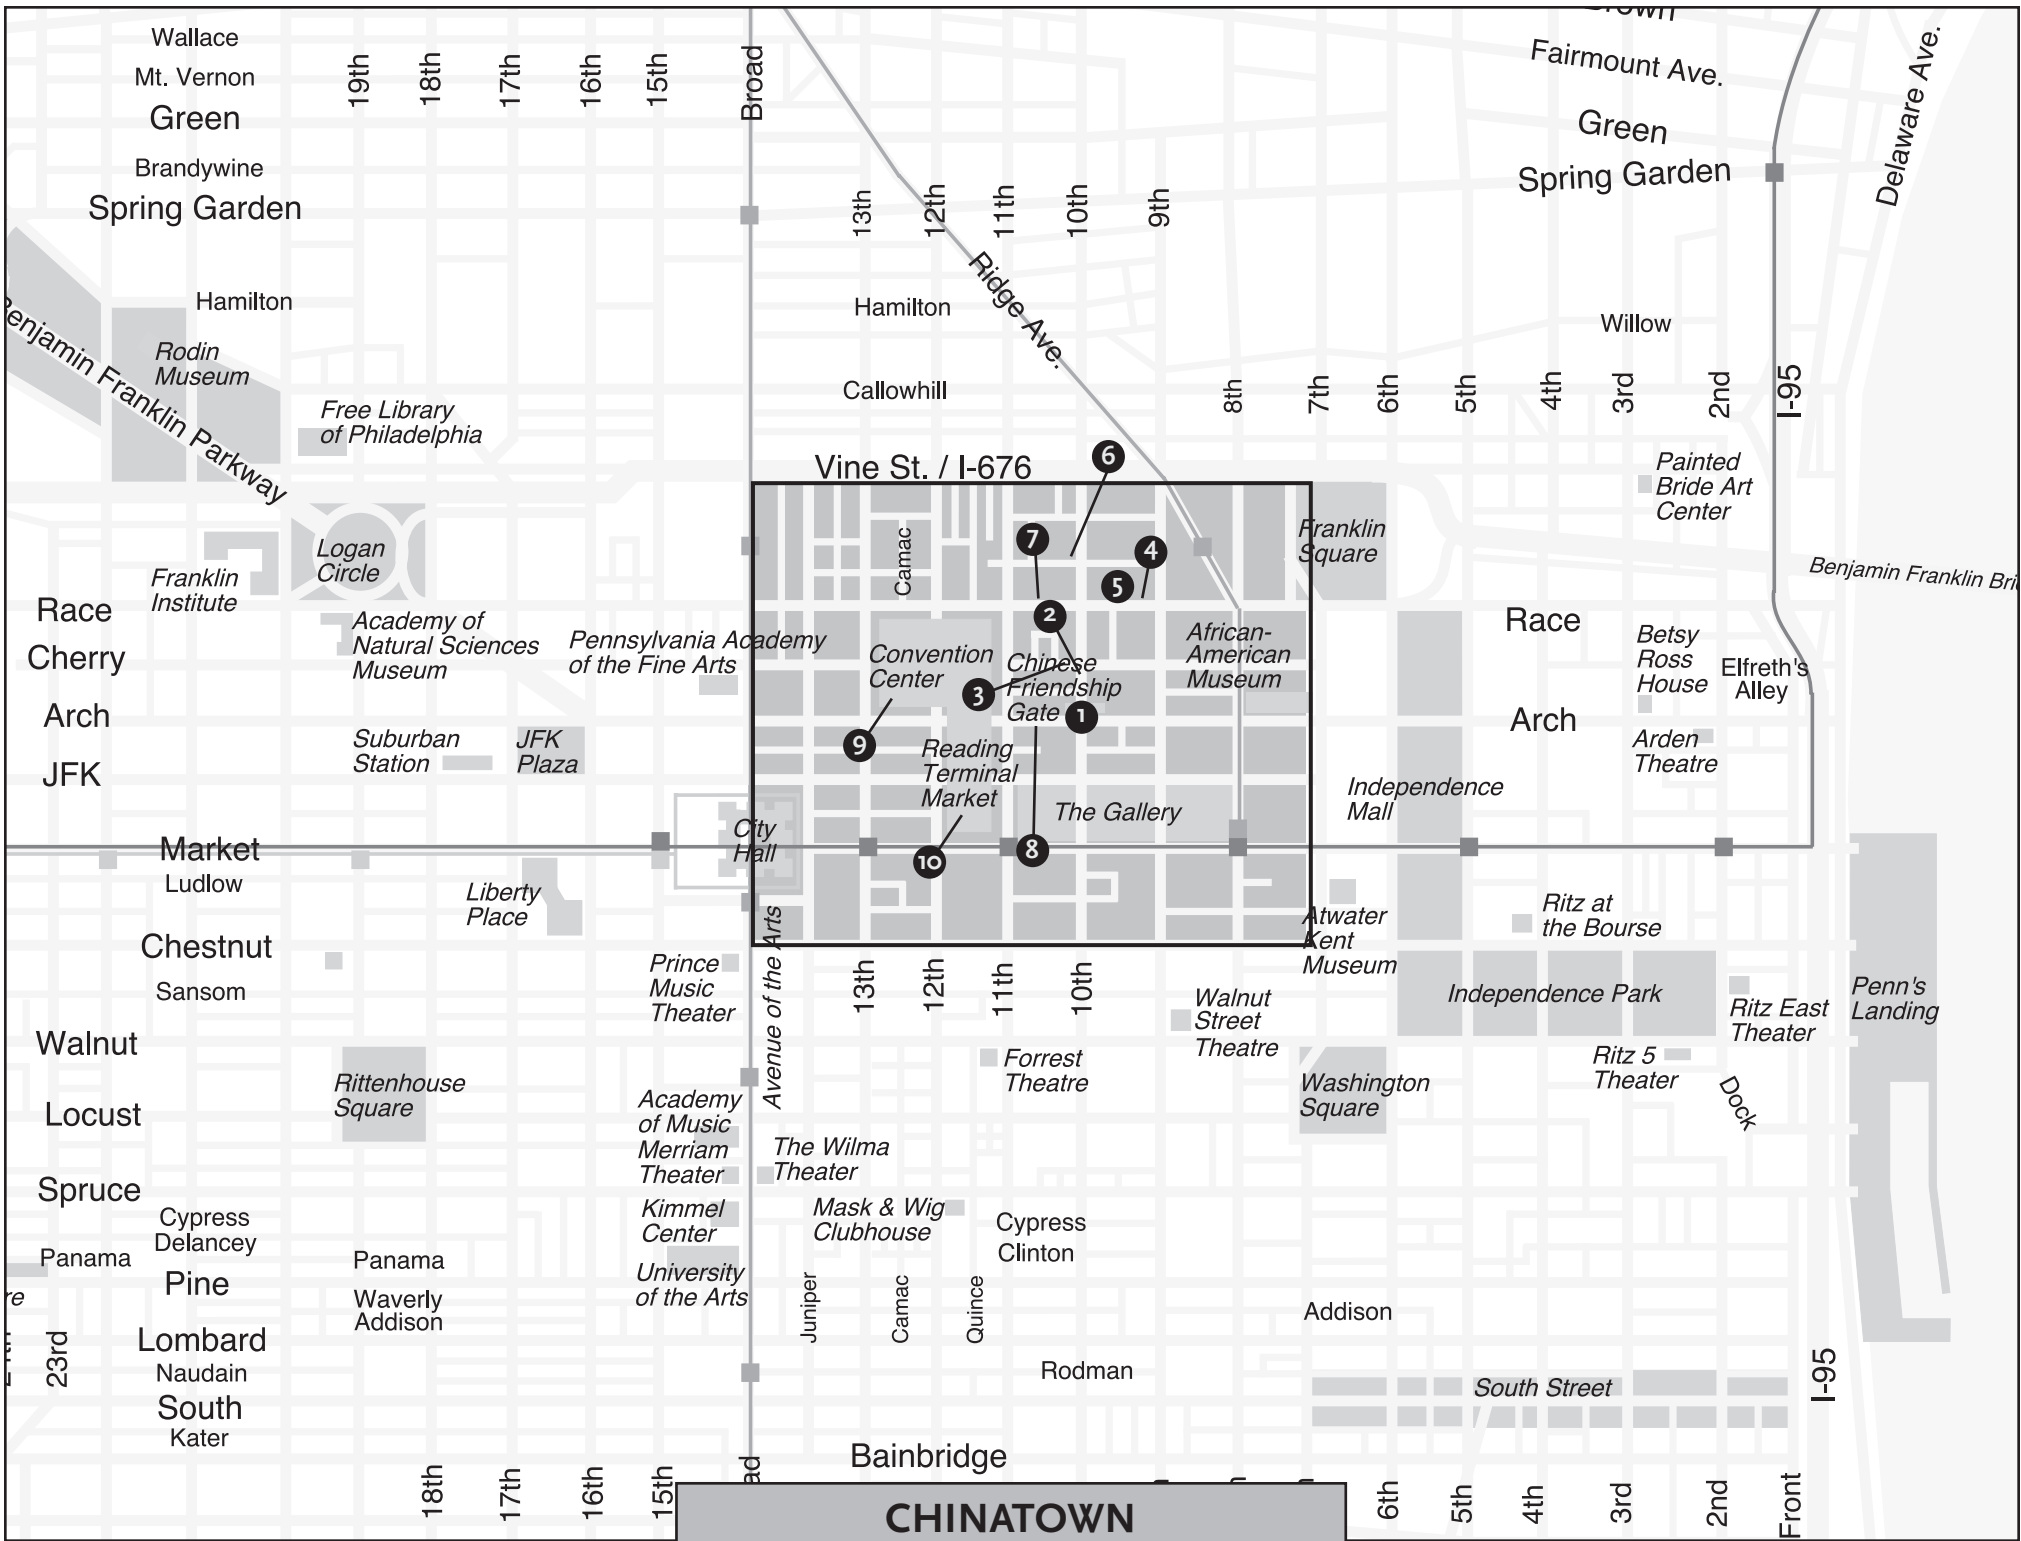 Wallace
Mt. Vernon
Green
Brandywine
Spring Garden
19th
18th
17th
16th
15th
Broad
Brown
Fairmount Ave.
Green
Spring Garden
Delaware Ave.
13th
12th
11th
10th
9th
Ridge Ave.
Hamilton
Hamilton
Willow
Benjamin Franklin Parkway
Rodin
Museum
Free Library
of Philadelphia
Callowhill
8th
7th
6th
5th
4th
3rd
2nd
I-95
Vine St. / I-676
6
Painted
Bride Art
Center
Logan
Circle
Franklin
Institute
Camac
7
4
5
2
Franklin
Square
Benjamin Franklin Bri
Race
Cherry
Arch
JFK
Academy of
Natural Sciences
Museum
Pennsylvania Academy
of the Fine Arts
Convention
Center
3
Chinese
Friendship
Gate
1
African-
American
Museum
Race
Arch
Betsy
Ross
House
Elfreth's
Alley
Suburban
Station
JFK
Plaza
9
Reading
Terminal
Market
The Gallery
Independence
Mall
Arden
Theatre
Market
Ludlow
City
Hall
10
8
Liberty
Place
Atwater
Kent
Museum
Ritz at
the Bourse
Chestnut
Sansom
Prince
Music
Theater
Avenue of the Arts
13th
12th
11th
10th
Walnut
Street
Theatre
Independence Park
Ritz East
Theater
Penn's
Landing
Walnut
Locust
Rittenhouse
Square
Forrest
Theatre
Washington
Square
Ritz 5
Theater
Dock
Academy
of Music
Merriam
Theater
The Wilma
Theater
Spruce
Cypress
Delancey
Panama
Panama
Kimmel
Center
Mask & Wig
Clubhouse
Cypress
Clinton
Pine
Waverly
Addison
University
of the Arts
Juniper
Camac
Quince
Addison
re
23rd
Lombard
Naudain
South
Kater
Rodman
South Street
I-95
Bainbridge
18th
17th
16th
15th
ad
6th
5th
4th
3rd
2nd
Front
CHINATOWN